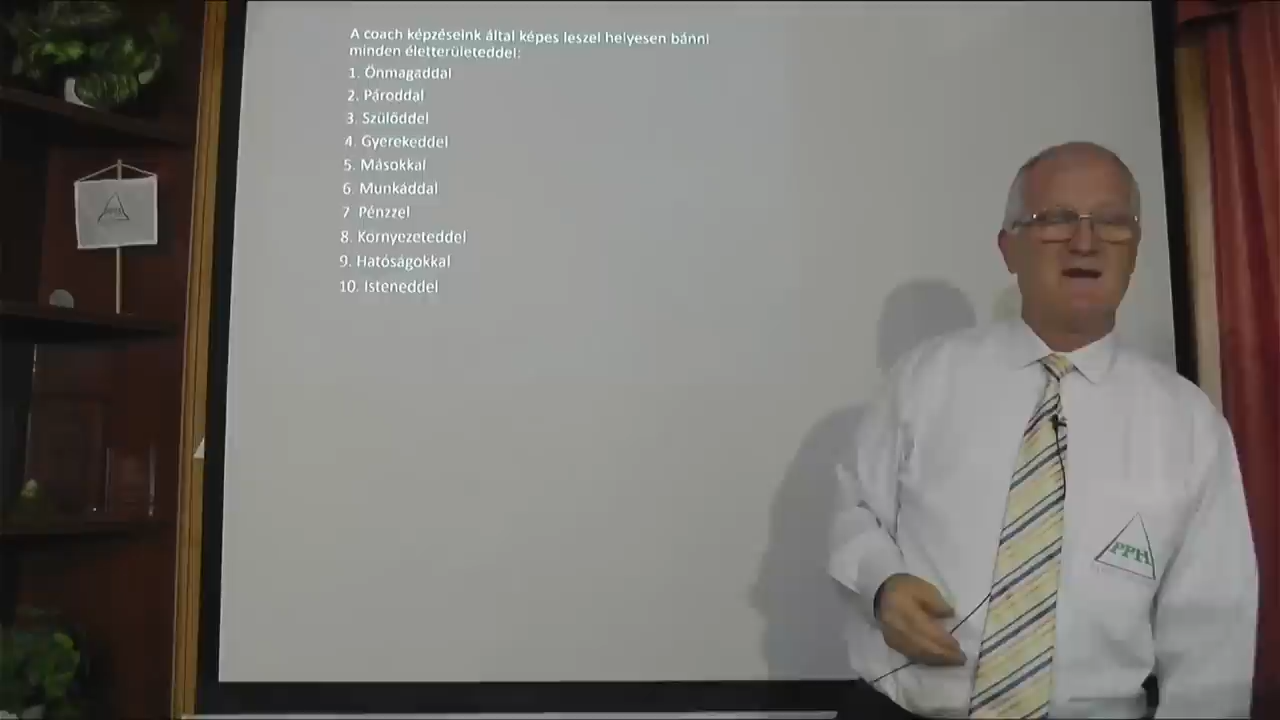 A coach képzéseink által képes leszel helyesen bánni
minden életterületeddel:
1. Önmagaddal
2. Pároddal
3. Szülőddel
4. Gyerekeddel
5. Másokkal
6. Munkáddal
7 Pénzzel
8. Környezeteddel
9. Hatóságokkal
10. Isteneddel
PPH
PPH